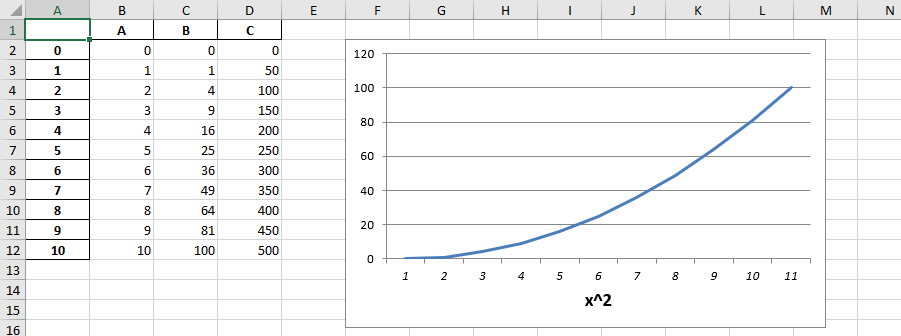 A B C D E F G H I J K L M N
1 A B C
2 0 0 0 0
3 1 1 1 50
4 2 2 4 100
5 3 3 9 150
6 4 4 16 200
7 5 5 25 250
8 6 6 36 300
9 7 7 49 350
10 8 8 64 400
11 9 9 81 450
12 10 10 100 500
13
14
15
16
120
100
80
60
40
20
0
1 2 3 4 5 6 7 8 9 10 11
x^2